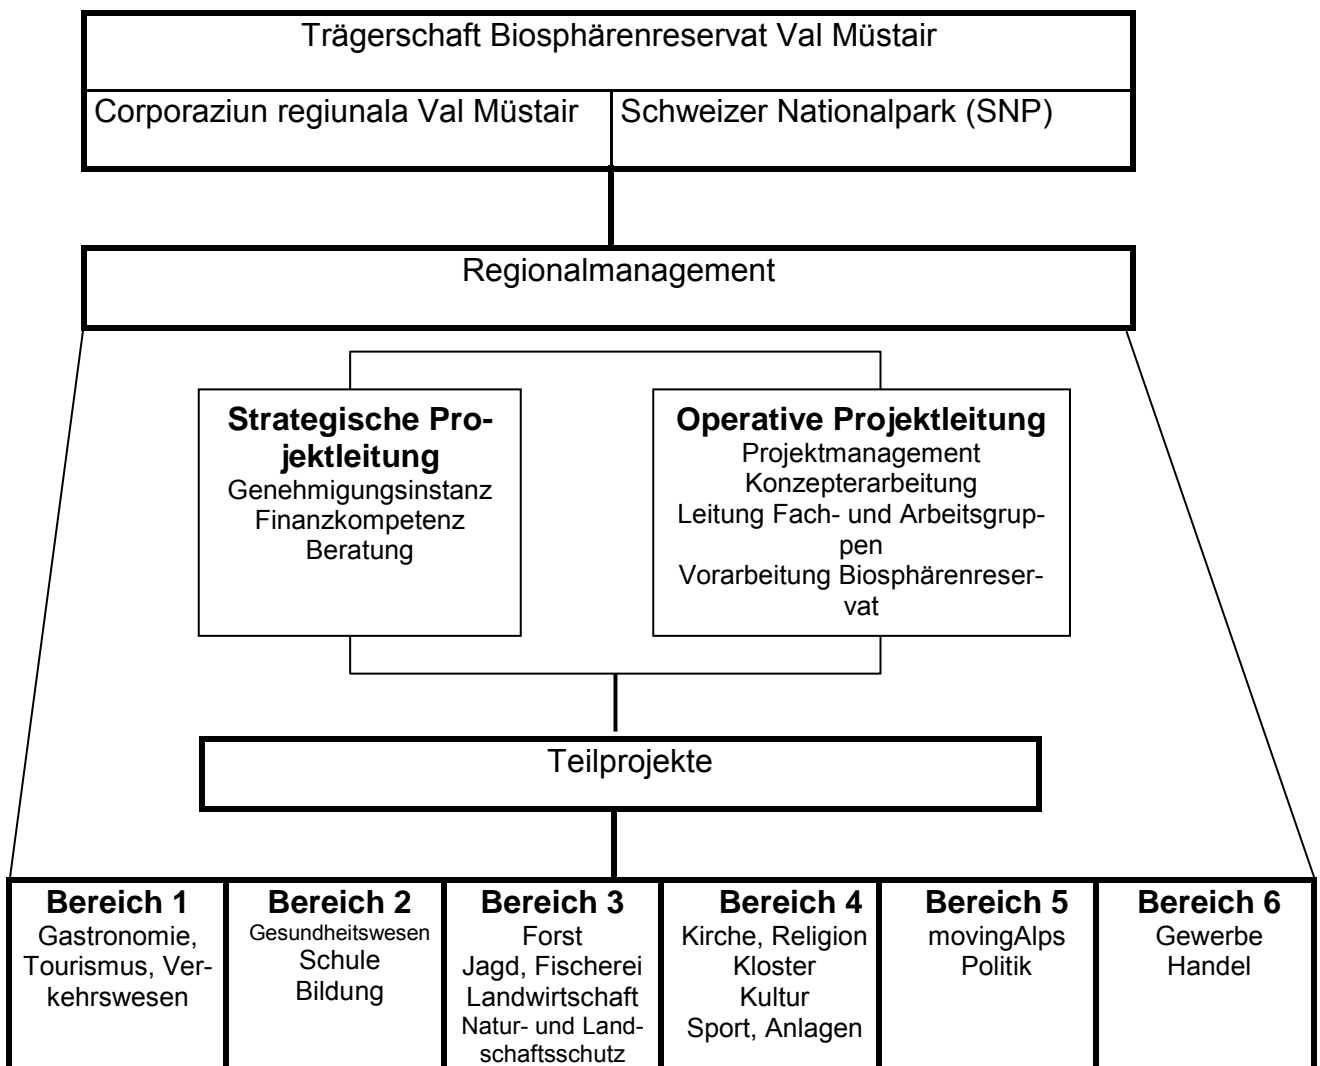 Trägerschaft Biosphärenreservat Val Müstair
Corporaziun regiunala Val Müstair
Schweizer Nationalpark (SNP)
Regionalmanagement
Strategische Pro-
jektleitung
Genehmigungsinstanz
Finanzkompetenz
Beratung
Operative Projektleitung
Projektmanagement
Konzepterarbeitung
Leitung Fach- und Arbeitsgrup-
pen
Vorarbeitung Biosphärenreser-
vat
Teilprojekte
Bereich 1
Gastronomie,
Tourismus, Ver-
kehrswesen
Bereich 2
Gesundheitswesen
Schule
Bildung
Bereich 3
Forst
Jagd, Fischerei
Landwirtschaft
Natur- und Land-
schaftsschutz
Bereich 4
Kirche, Religion
Kloster
Kultur
Sport, Anlagen
Bereich 5
movingAlps
Politik
Bereich 6
Gewerbe
Handel